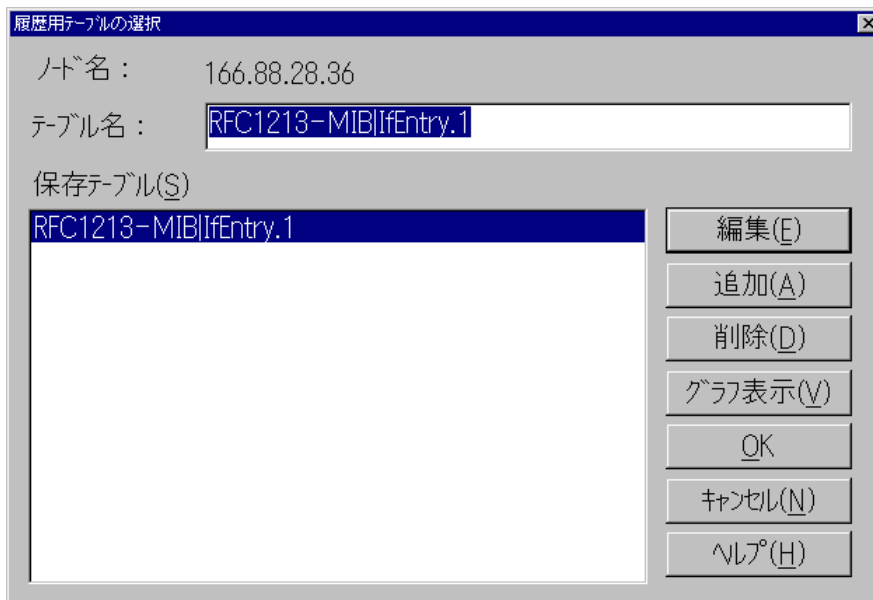 履歴用ﾃｰﾌﾞﾙの選択
ﾉｰﾄﾞ名： 166.88.28.36
ﾃｰﾌﾞﾙ名： RFC1213-MIB|IfEntry.1
保存ﾃｰﾌﾞﾙ(S)
RFC1213-MIB|IfEntry.1
編集(E)
追加(A)
削除(D)
ｸﾞﾗﾌ表示(V)
OK
ｷｬﾝｾﾙ(N)
ﾍﾙﾌﾟ(H)